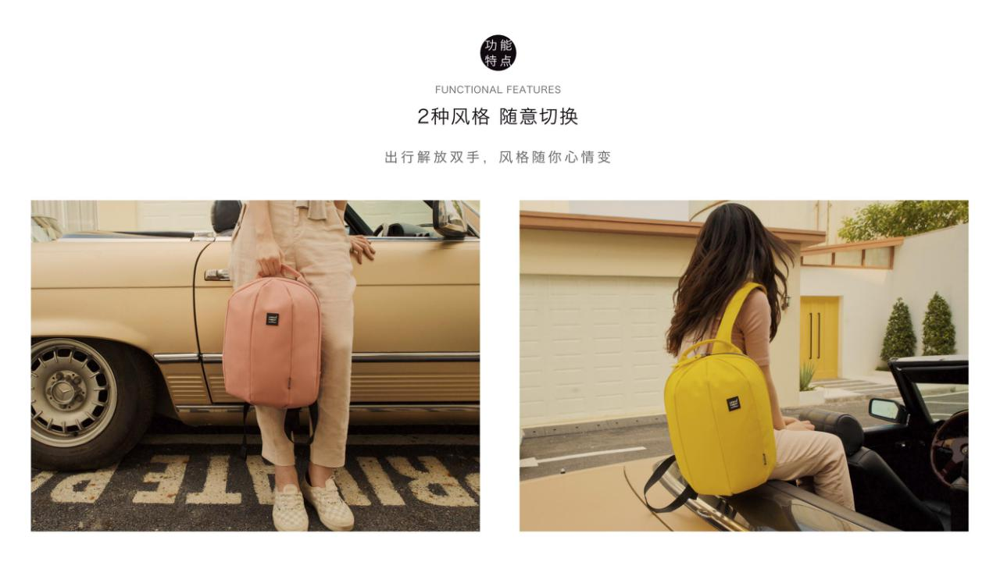 功能
特点
FUNCTIONAL FEATURES
2种风格 随意切换
出行解放双手，风格随你心情变